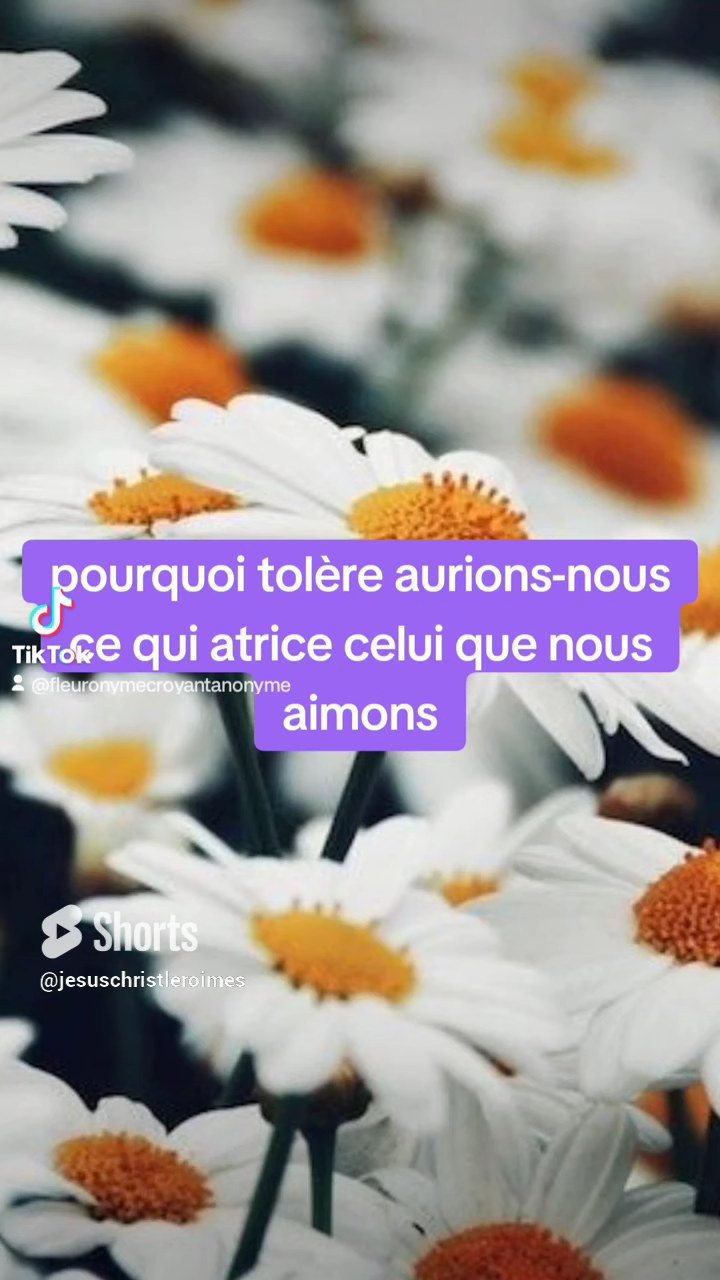 pourquoi tolère aurions-nous
ce qui atrice celui que nous
aimons
TikTok
@fleuronymecroyantanonyme
Shorts
@jesuschristleroimes